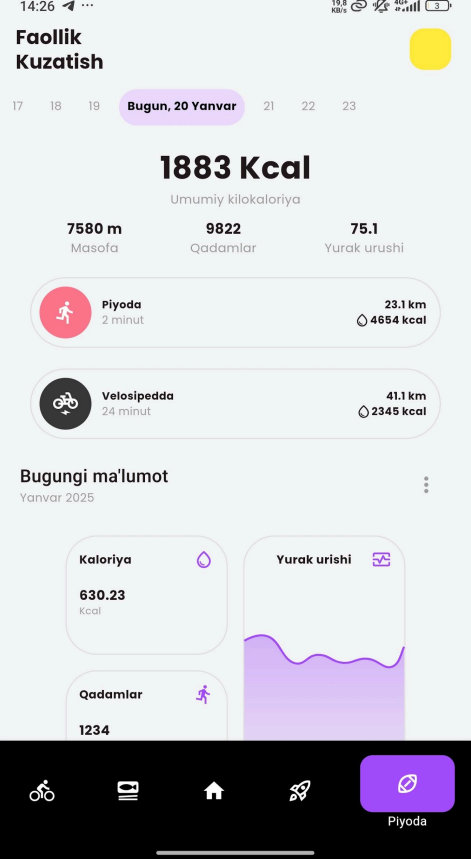 14:26
19,8
KB/s
4G+
3
Faollik
Kuzatish
17 18 19 Bugun, 20 Yanvar 21 22 23
1883 Kcal
Umumiy kilokaloriya
7580 m 9822 75.1
Masofa Qadamlar Yurak urushi
Piyoda 23.1 km
2 minut 4654 kcal
Velosipedda 41.1 km
24 minut 2345 kcal
Bugungi ma'lumot
Yanvar 2025
Kaloriya Yurak urishi
630.23
Kcal
Qadamlar
1234
Piyoda